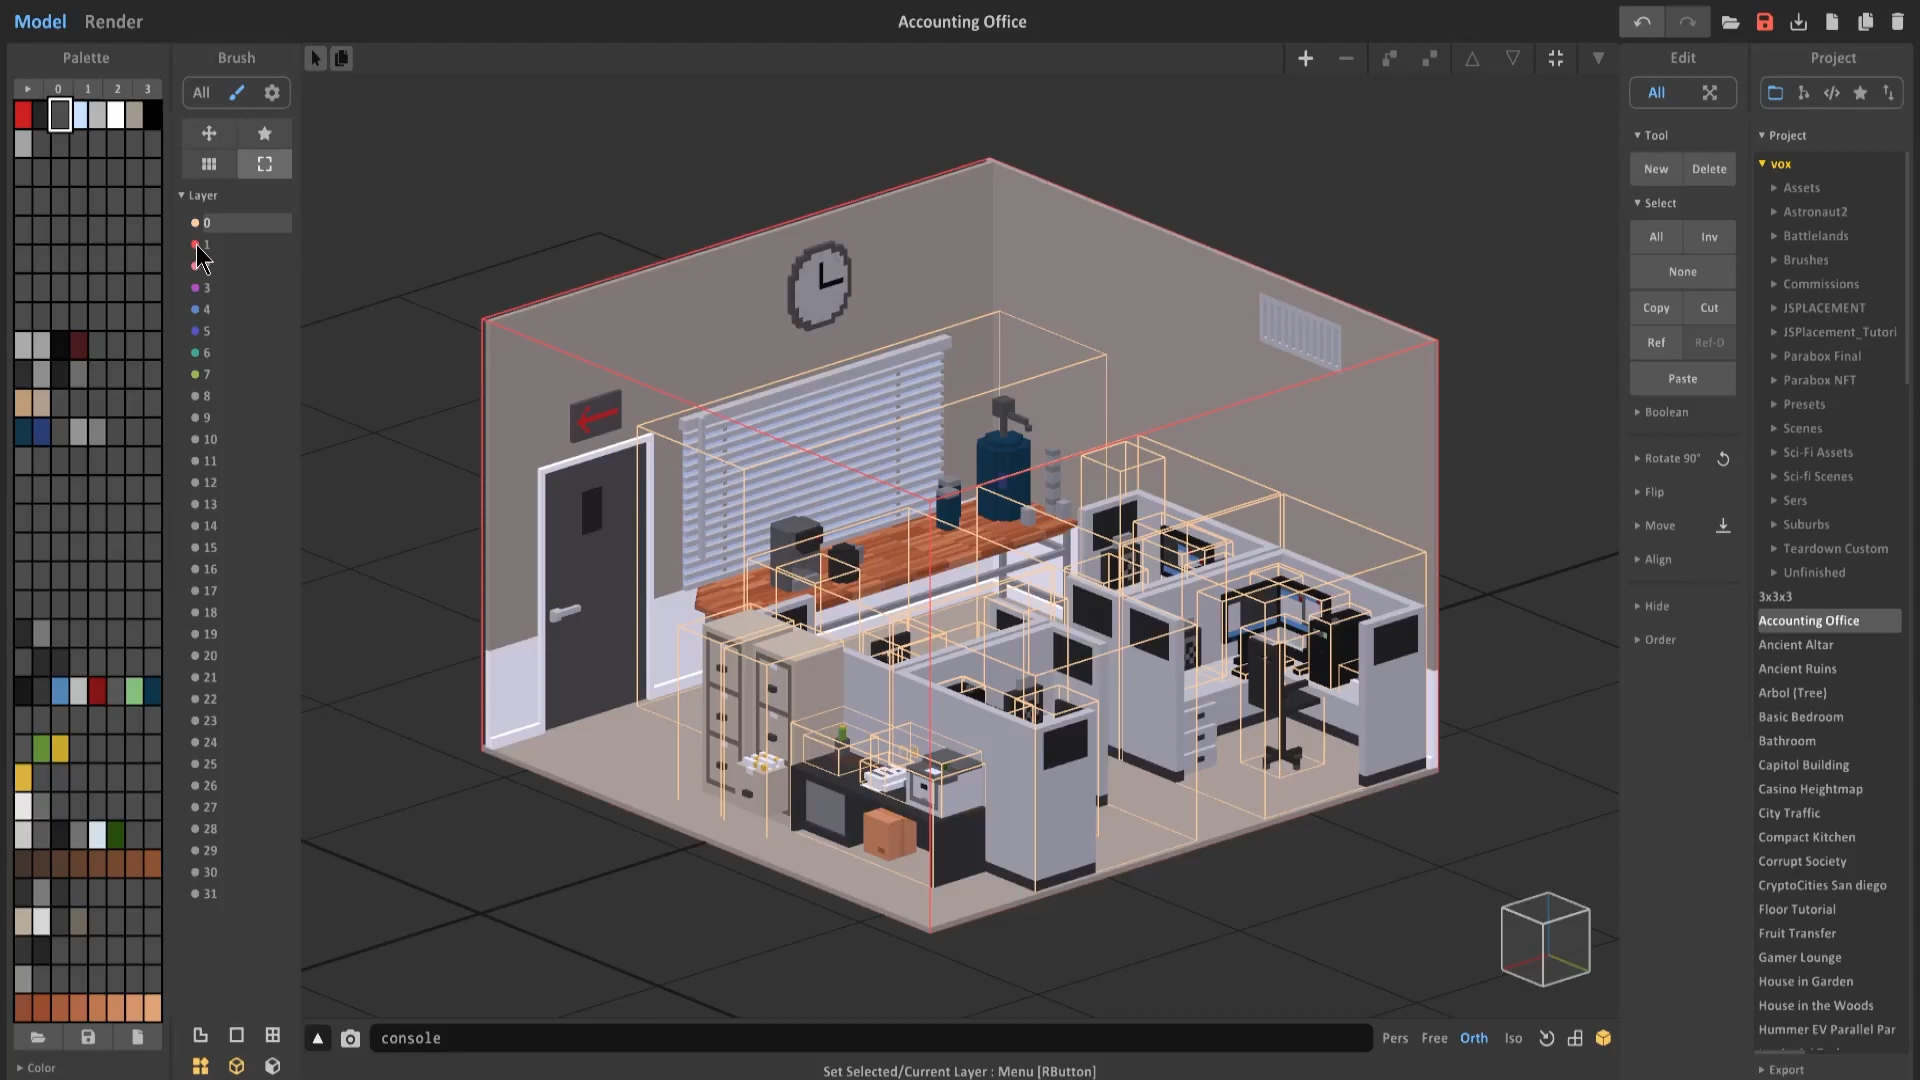 Model Render
Accounting Office
Palette
Brush
Edit
Project
0 1 2 3
All
All
Layer
0
1
3
4
5
6
7
8
9
10
11
12
13
14
15
16
17
18
19
20
21
22
23
24
25
26
27
28
29
30
31
Color
Tool
New Delete
Select
All Inv
None
Copy Cut
Ref Ref-D
Paste
Boolean
Rotate 90°
Flip
Move
Align
Hide
Order
Project
vox
Assets
Astronaut2
Battlelands
Brushes
Commissions
JSPLACEMENT
JSPlacement_Tutori
Parabox Final
Parabox NFT
Presets
Scenes
Sci-Fi Assets
Sci-fi Scenes
Sers
Suburbs
Teardown Custom
Unfinished
3x3x3
Accounting Office
Ancient Altar
Ancient Ruins
Arbol (Tree)
Basic Bedroom
Bathroom
Capitol Building
Casino Heightmap
City Traffic
Compact Kitchen
Corrupt Society
CryptoCities San diego
Floor Tutorial
Fruit Transfer
Gamer Lounge
House in Garden
House in the Woods
Hummer EV Parallel Par
Export
console
Pers Free Orth Iso
Set Selected/Current Layer : Menu [RButton]